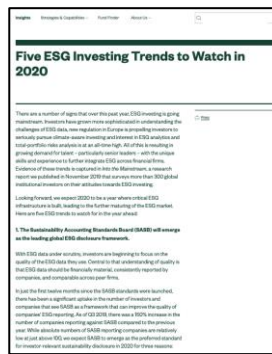 Insights Strategies & Capabilities Fund Finder About Us
Five ESG Investing Trends to Watch in
2020
There are a number of signs that over this past year, ESG investing is going
mainstream. Investors have grown more sophisticated in understanding the
challenges of ESG data, new regulation in Europe is propelling investors to
seriously pursue climate-aware investing and interest in ESG analytics and
total-portfolio risks analysis is at an all-time high. All of this is resulting in
growing demand for talent – particularly senior leaders – with the unique
skills and experience to further integrate ESG across financial firms.
Evidence of these trends is captured in Into the Mainstream, a research
report we published in November 2019 that surveys more than 300 global
institutional investors on their attitudes towards ESG investing.
Print
Looking forward, we expect 2020 to be a year where critical ESG
infrastructure is built, leading to the further maturing of the ESG market.
Here are five ESG trends to watch for in the year ahead:
1. The Sustainability Accounting Standards Board (SASB) will emerge
as the leading global ESG disclosure framework.
With ESG data under scrutiny, investors are beginning to focus on the
quality of the ESG data they use. Central to that understanding of quality is
that ESG data should be financially material, consistently reported by
companies, and comparable across peer firms.
In just the first twelve months since the SASB standards were launched,
there has been a significant uptake in the number of investors and
companies that see SASB as a framework that can improve the quality of
companies' ESG reporting. As of Q3 2019, there was a 150% increase in the
number of companies reporting against SASB compared to the previous
year. While absolute numbers of SASB reporting companies are relatively
low at just above 100, we expect SASB to emerge as the preferred standard
for investor-relevant sustainability disclosure in 2020 for three reasons